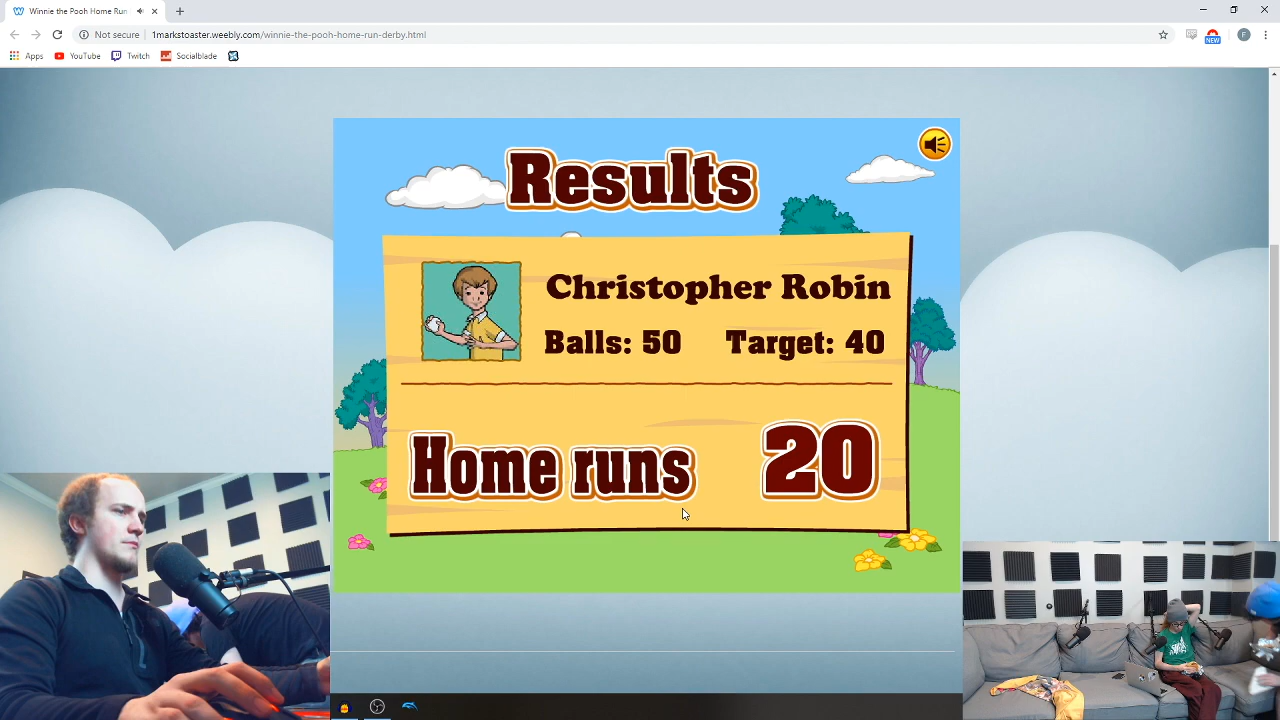 Winnie the Pooh Home Run
Not secure
1markstoaster.weebly.com/winnie-the-pooh-home-run-derby.html
NEW
F
Apps
YouTube
Twitch
Socialblade
Results
Christopher Robin
Balls: 50 Target: 40
Home runs 20